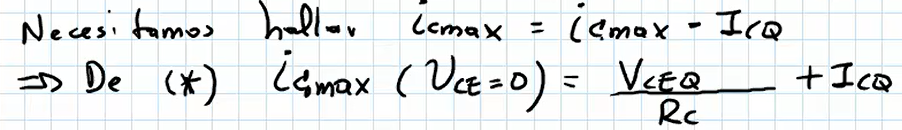 Necesitamos hallar icmax = iCmax - ICQ
⇒ De (*) iCmax (VCE=0) = VCEQ/RC + ICQ